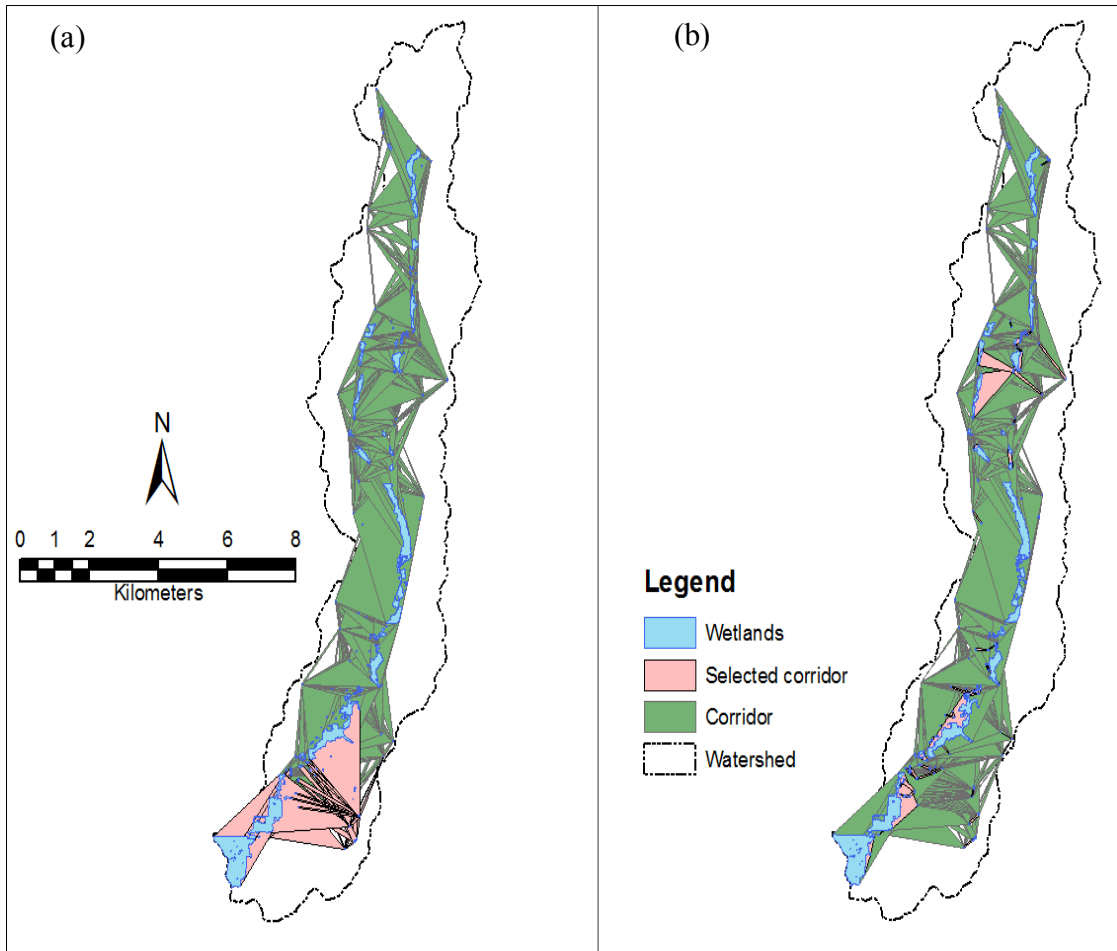 (a)
(b)
N
0 1 2 4 6 8
Kilometers
Legend
Wetlands
Selected corridor
Corridor
Watershed